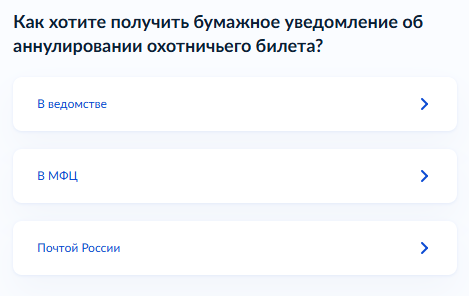 Как хотите получить бумажное уведомление об
аннулировании охотничьего билета?
В ведомстве
В МФЦ
Почтой России